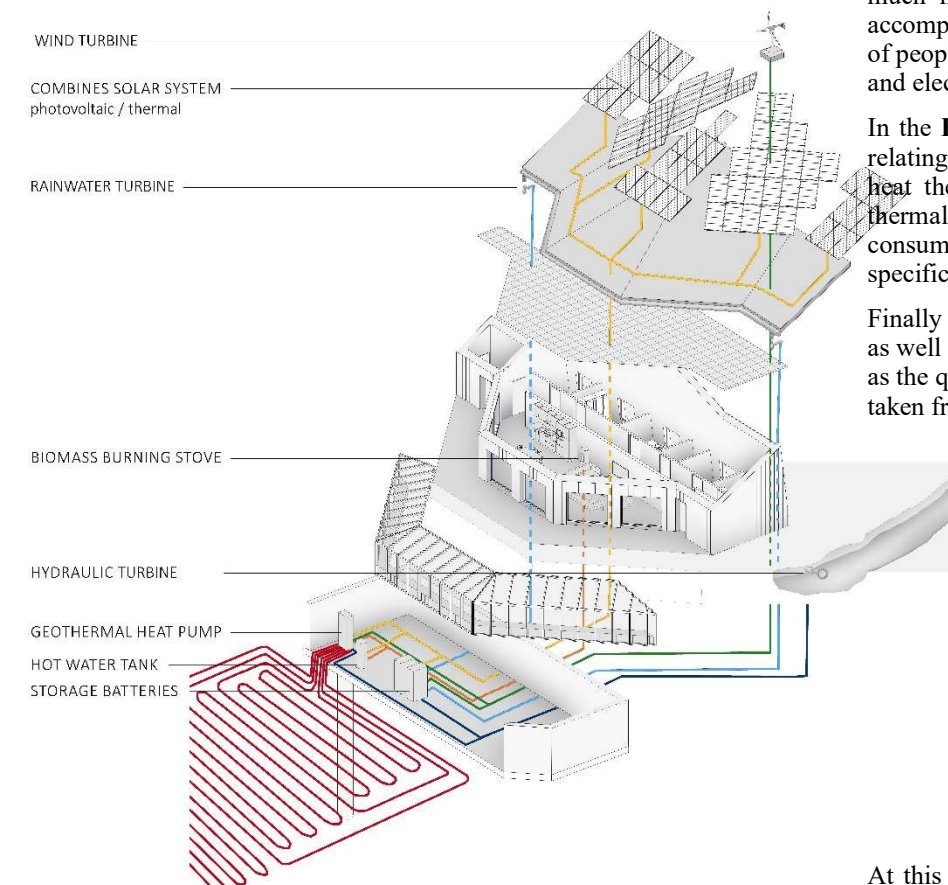 WIND TURBINE
COMBINES SOLAR SYSTEM
photovoltaic / thermal
RAINWATER TURBINE
BIOMASS BURNING STOVE
HYDRAULIC TURBINE
GEOTHERMAL HEAT PUMP
HOT WATER TANK
STORAGE BATTERIES
of peop
and elec
In the
relating
heat the
thermal
consum
specific
Finally
as well
as the q
taken fr
At this